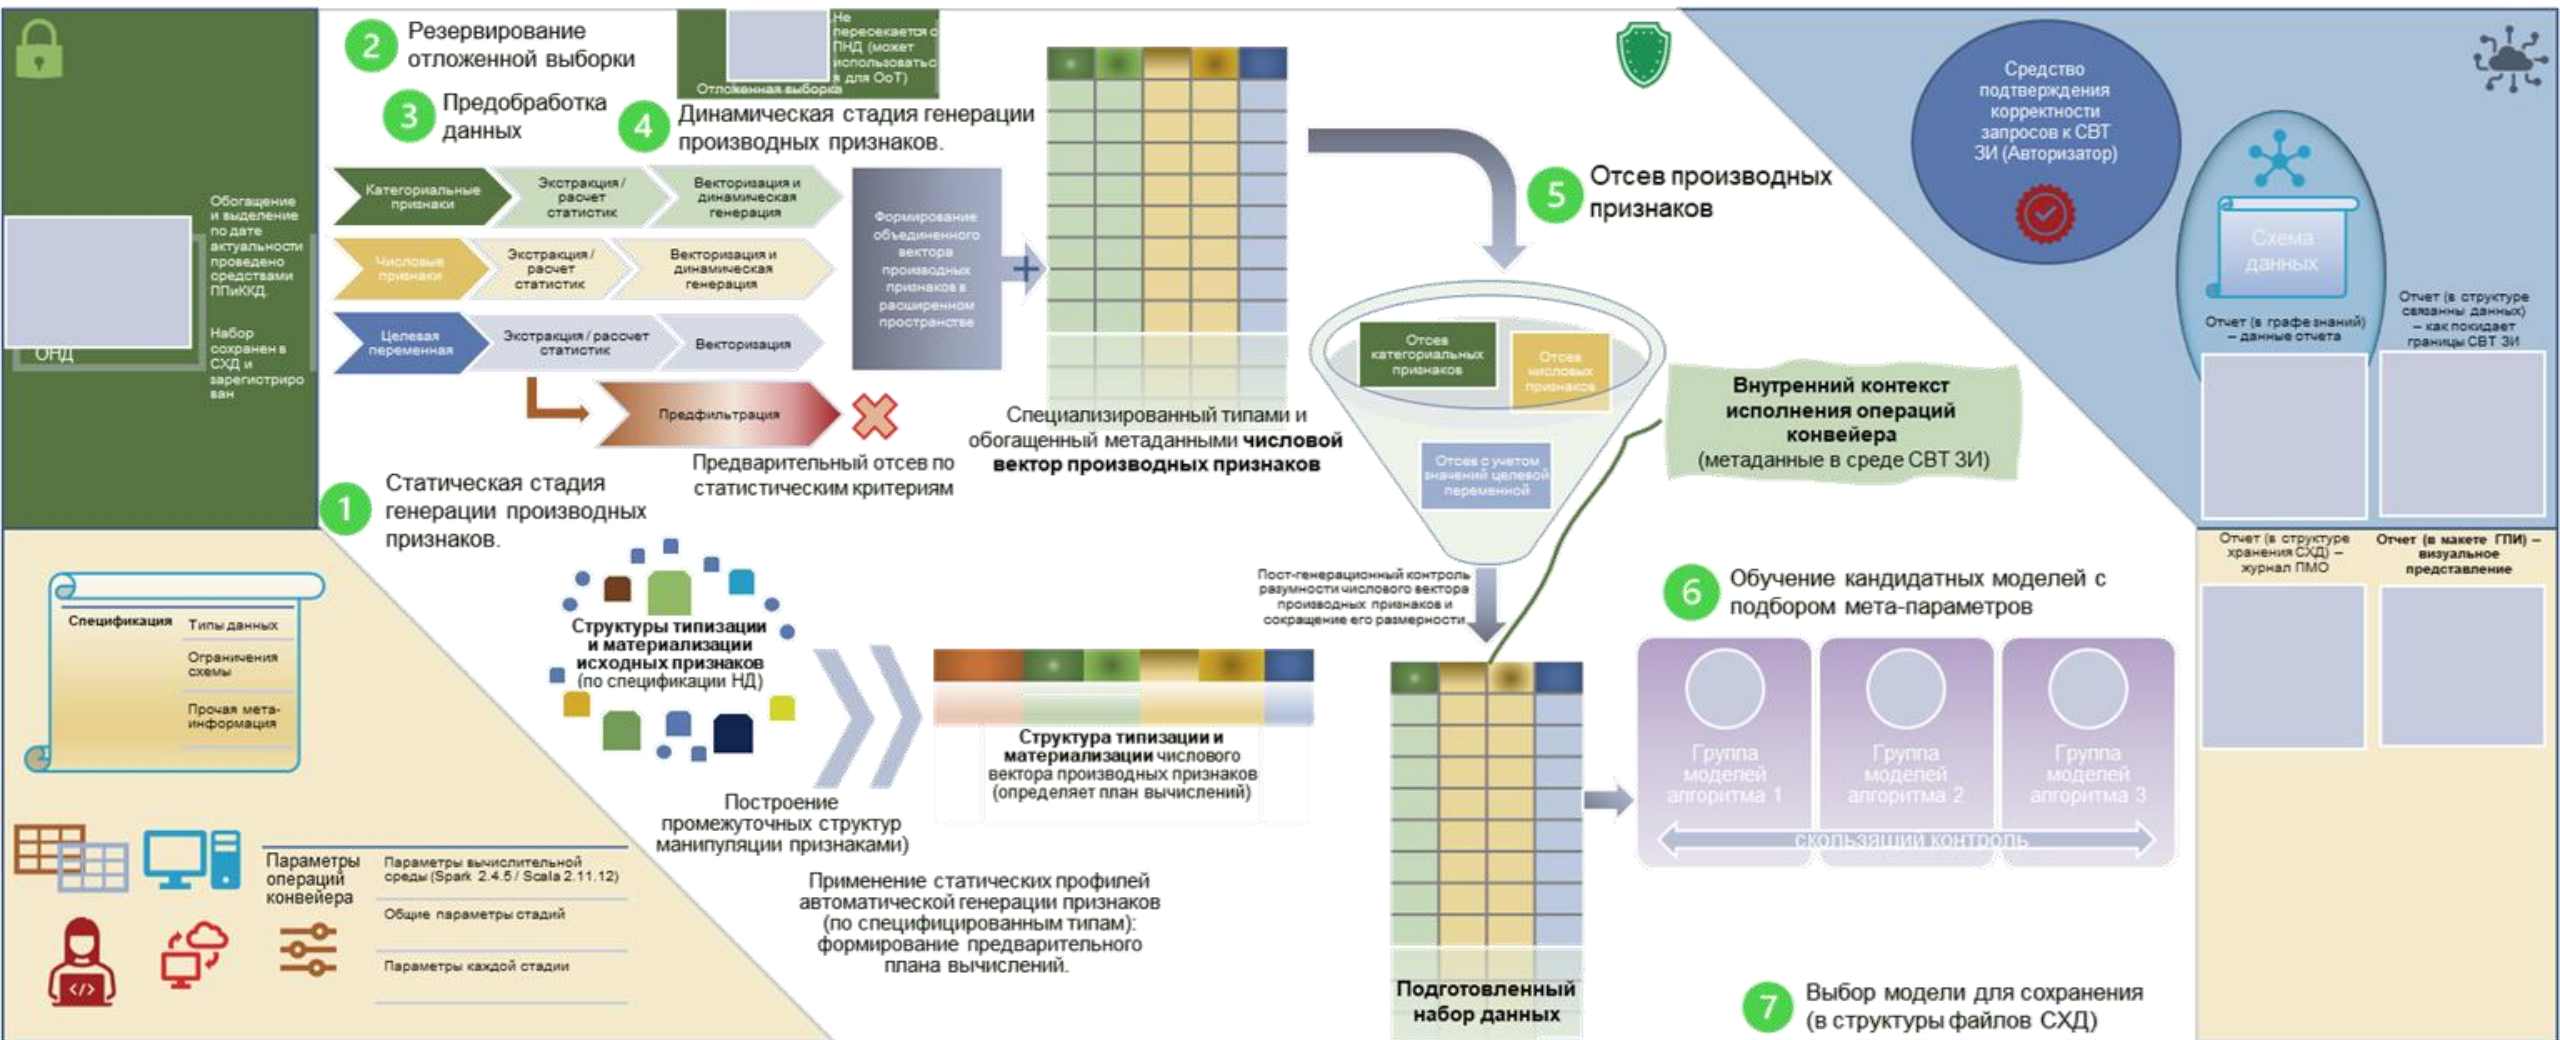 2
Резервирование
отложенной выборки
Не
пересекается с
ПНД (может
использоватьс
я для ОоТ)
Отложенная выборка
3
Предобработка
данных
4
Динамическая стадия генерации
производных признаков.
Обогащение
и выделение
по дате
актуальности
проведено
средствами
ППиККД.
Набор
сохранен в
СХД и
зарегистриро
ван
ОНД
Категориальные
признаки
Экстракция /
расчет
статистик
Векторизация и
динамическая
генерация
Числовые
признаки
Экстракция /
расчет
статистик
Векторизация и
динамическая
генерация
Целевая
переменная
Экстракция / рассчет
статистик
Векторизация
Формирование
объединенного
вектора
производных
признаков в
расширенном
пространстве
Предфильтрация
Предварительный отсев по
статистическим критериям
Специализированный типами и
обогащенный метаданными числовой
вектор производных признаков
5
Отсев производных
признаков
Отсев
категориальных
признаков
Отсев
числовых
признаков
Отсев с учетом
значений целевой
переменной
Внутренний контекст
исполнения операций
конвейера
(метаданные в среде СВТ ЗИ)
Средство
подтверждения
корректности
запросов к СВТ
ЗИ (Авторизатор)
Схема
данных
Отчет (в графе знаний)
– данные отчета
Отчет (в структуре
связанны данных)
– как покидает
границы СВТ ЗИ
Отчет (в структуре
хранения СХД) –
журнал ПМО
Отчет (в макете ГПИ) –
визуальное
представление
1
Статическая стадия
генерации производных
признаков.
Спецификация
Типы данных
Ограничения
схемы
Прочая мета-
информация
Структуры типизации
и материализации
исходных признаков
(по спецификации НД)
Построение
промежуточных структур
манипуляции признаками)
Структура типизации и
материализации числового
вектора производных признаков
(определяет план вычислений)
Применение статических профилей
автоматической генерации признаков
(по специфицированным типам):
формирование предварительного
плана вычислений.
Параметры
операций
конвейера
Параметры вычислительной
среды (Spark 2.4.5 / Scala 2.11.12)
Общие параметры стадий
Параметры каждой стадии
</>
Пост-генерационный контроль
разумности числового вектора
производных признаков и
сокращение его размерности
Подготовленный
набор данных
6
Обучение кандидатных моделей с
подбором мета-параметров
Группа
моделей
алгоритма 1
Группа
моделей
алгоритма 2
Группа
моделей
алгоритма 3
скользящий контроль
7
Выбор модели для сохранения
(в структуры файлов СХД)